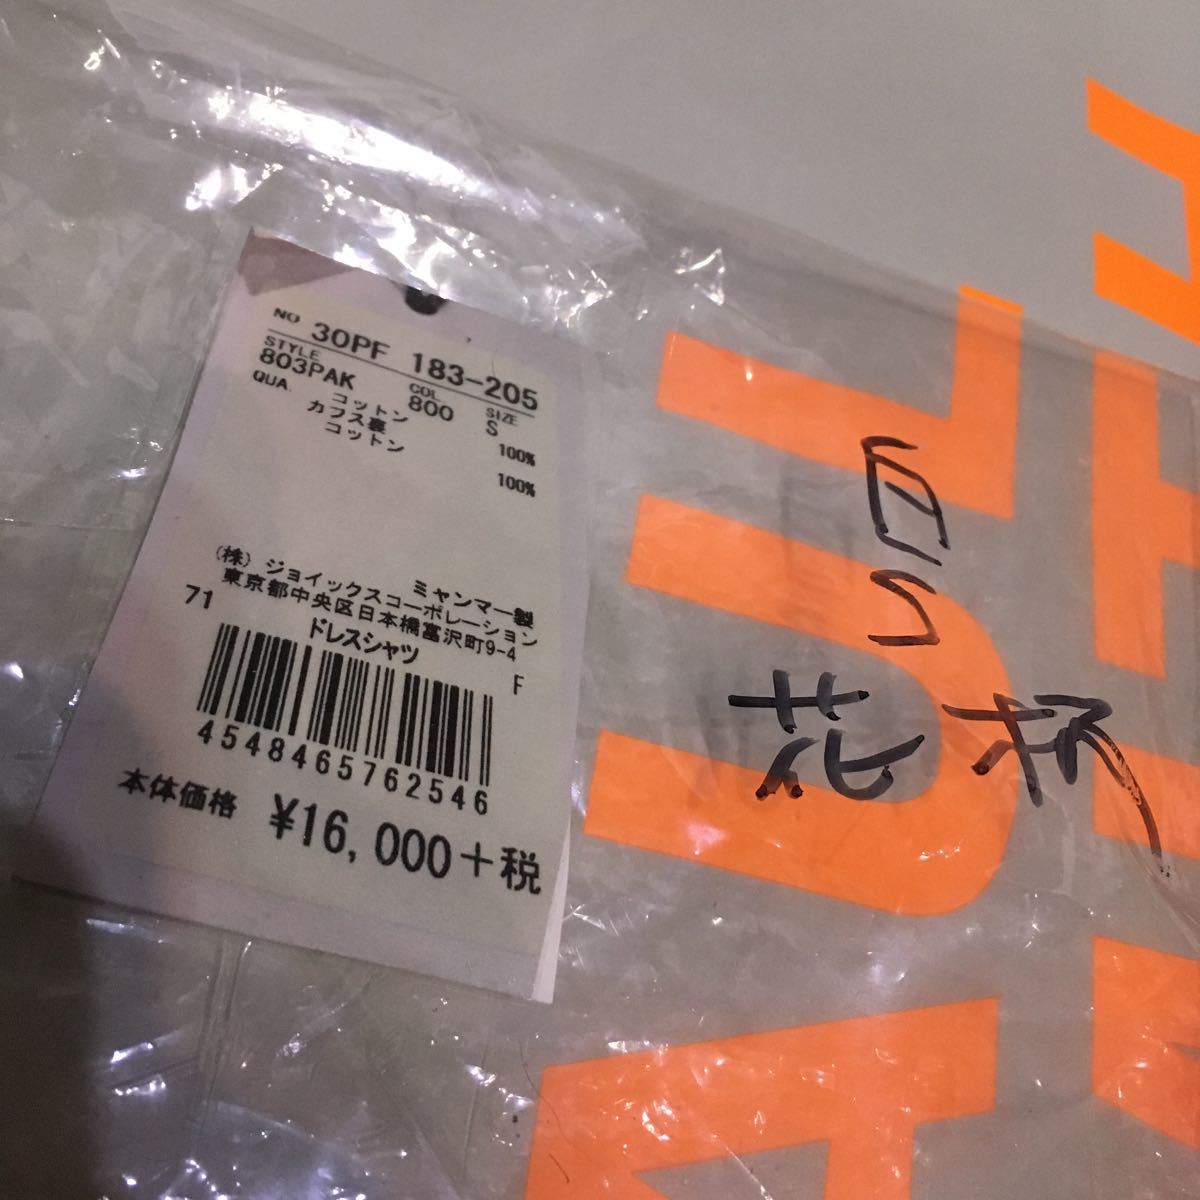 NO 30PF 183-205
STYLE COL SIZE
803PAK 800 S
QUA. コットン 100%
カフス裏
コットン 100%
ミャンマー製
(株) ジョイックスコーポレーション
東京都中央区日本橋富沢町9-4
71 ドレスシャツ F
4548465762546
本体価格 ¥16,000+税
白
S
花柄
PAUL